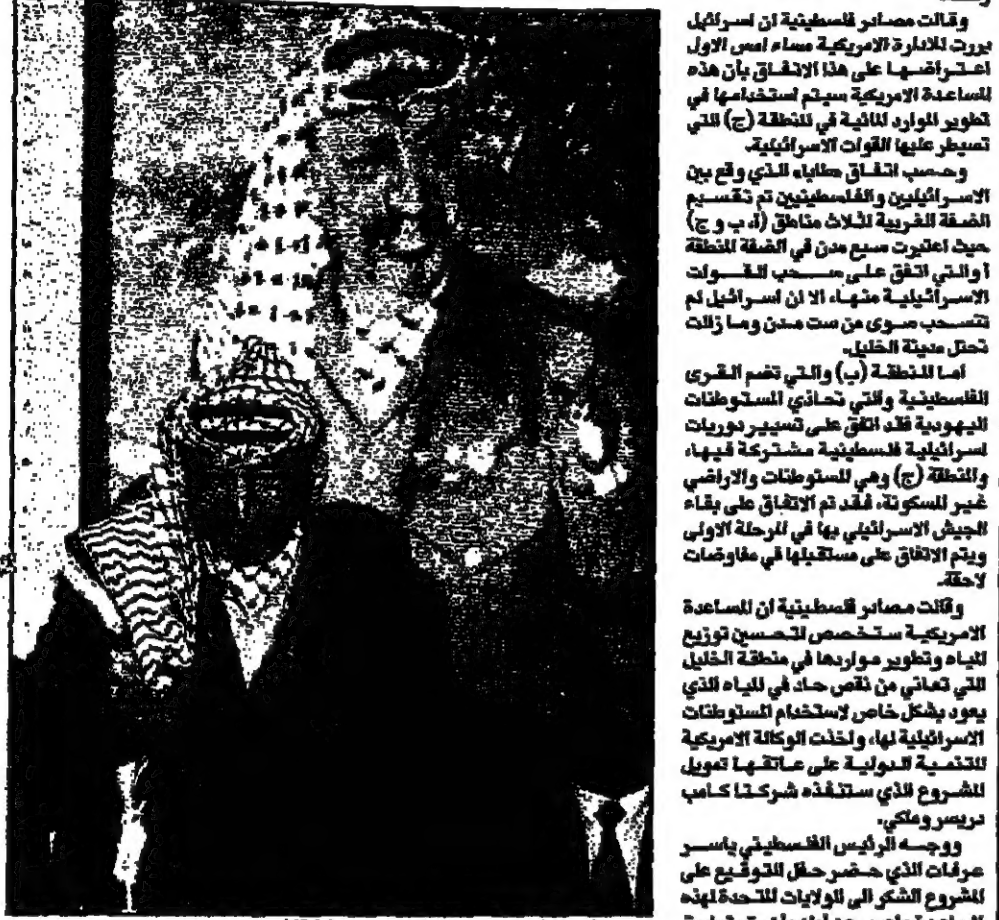 وقالت مصادر فلسطينية ان اسرائيل
بررت للادارة الامريكية مساء امس الاول
اعتراضها على هذا الاتفاق بأن هذه
المساعدة الامريكية سيتم استخدامها في
تطوير الموارد المائية في المنطقة (ج) التي
تسيطر عليها القوات الاسرائيلية.
وحسب اتفاق «طابا» الذي وقع بين
الاسرائيليين والفلسطينيين تم تقسيم
الضفة الغربية لثلاث مناطق (أ، ب و ج)
حيث اعتبرت سبع مدن في الضفة المنطقة
أ والتي اتفق على سحب القوات
الاسرائيلية منها، الا ان اسرائيل لم
تنسحب سوى من ست مدن وما زالت
تحتل مدينة الخليل.
اما المنطقة (ب) والتي تضم القرى
الفلسطينية والتي تحاذي المستوطنات
اليهودية فقد اتفق على تسيير دوريات
اسرائيلية فلسطينية مشتركة فيها،
والمنطقة (ج) وهي المستوطنات والاراضي
غير المسكونة، فقد تم الاتفاق على بقاء
الجيش الاسرائيلي بها في المرحلة الاولى
ويتم الاتفاق على مستقبلها في مفاوضات
لاحقة.
وقالت مصادر فلسطينية ان المساعدة
الامريكية ستخصص لتحسين توزيع
المياه وتطوير مواردها في منطقة الخليل
التي تعاني من نقص حاد في المياه الذي
يعود بشكل خاص لاستخدام المستوطنات
الاسرائيلية لها، واخذت الوكالة الامريكية
للتنمية الدولية على عاتقها تمويل
المشروع الذي ستنفذه شركتا كامب
دريسر ومكي.
ووجه الرئيس الفلسطيني ياسر
عرفات الذي حضر حفل التوقيع على
المشروع الشكر الى الولايات المتحدة لهذه